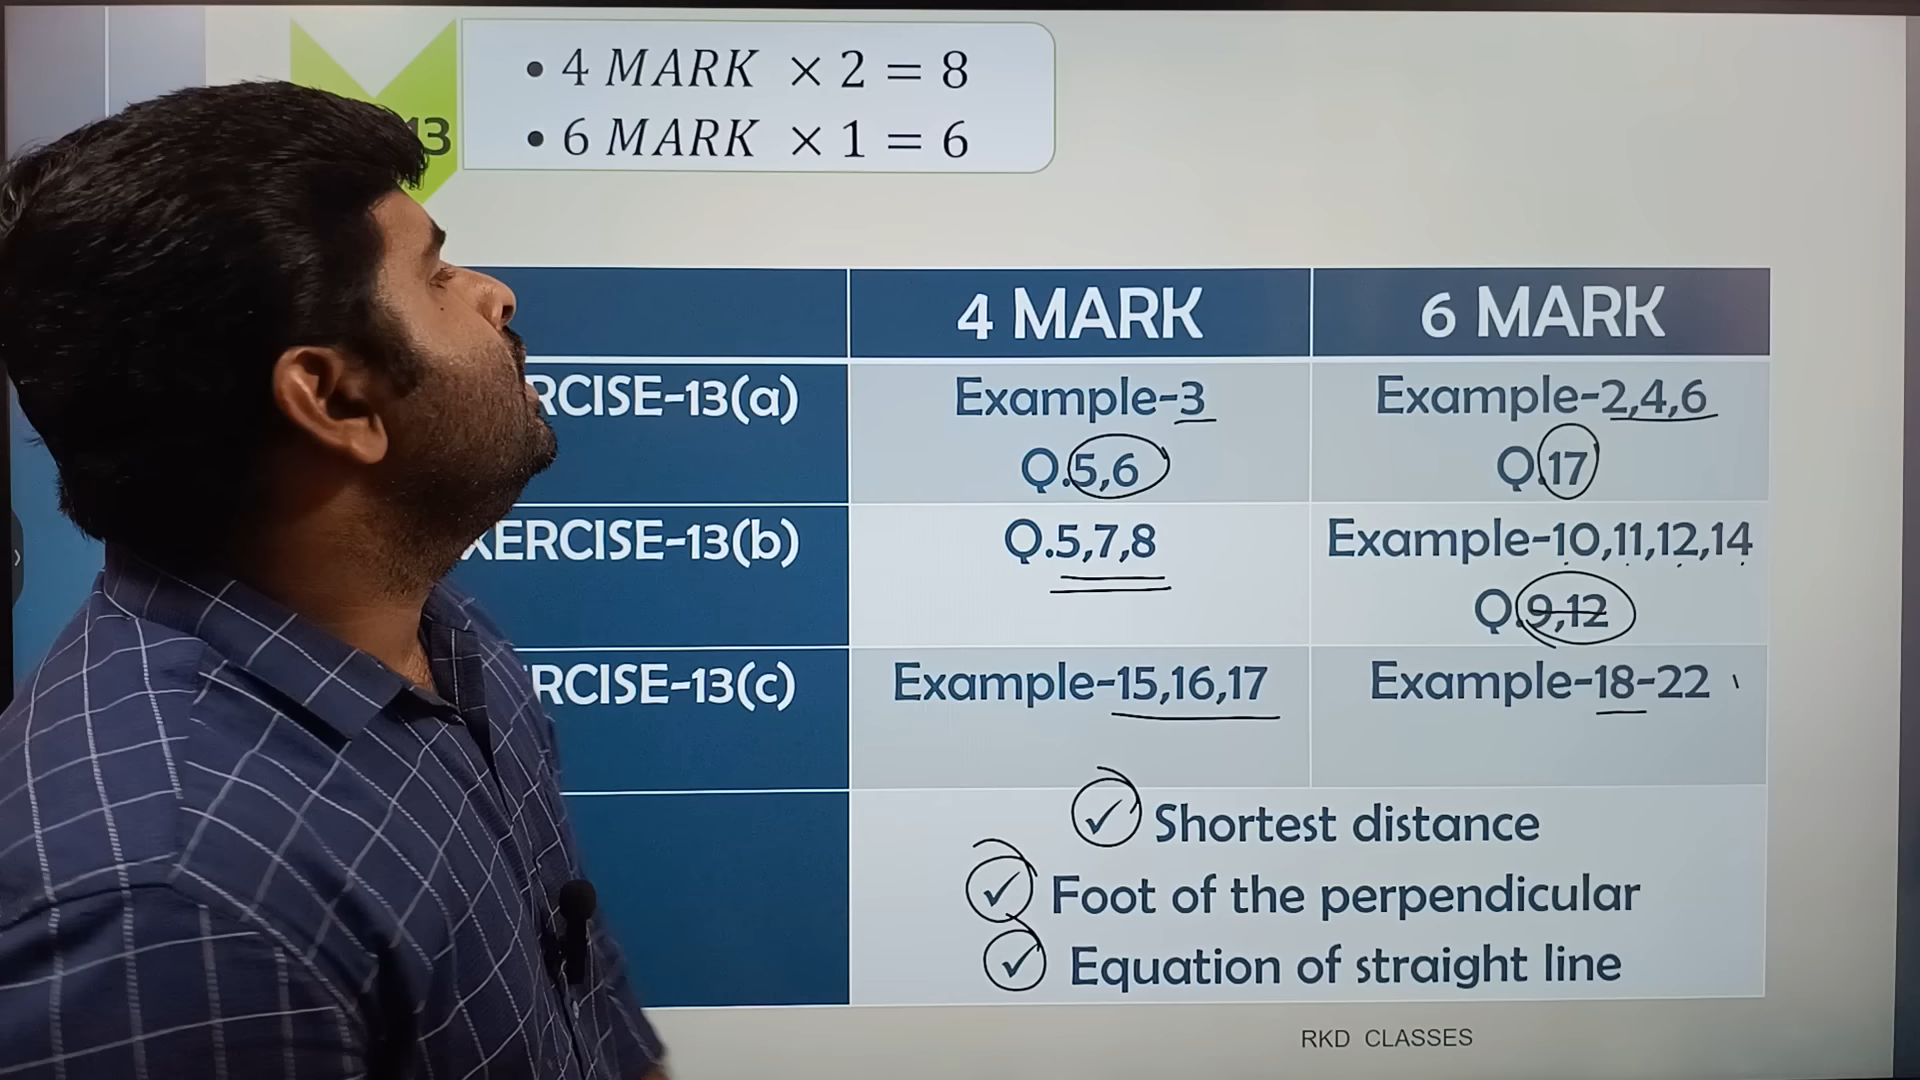 13
• 4 MARK × 2 = 8
• 6 MARK × 1 = 6
4 MARK
6 MARK
RCISE-13(a)
Example-3
Example-2,4,6
Q.5,6
Q.17
XERCISE-13(b)
Q.5,7,8
Example-10,11,12,14
Q.9,12
RCISE-13(c)
Example-15,16,17
Example-18-22
✓ Shortest distance
✓ Foot of the perpendicular
✓ Equation of straight line
RKD CLASSES